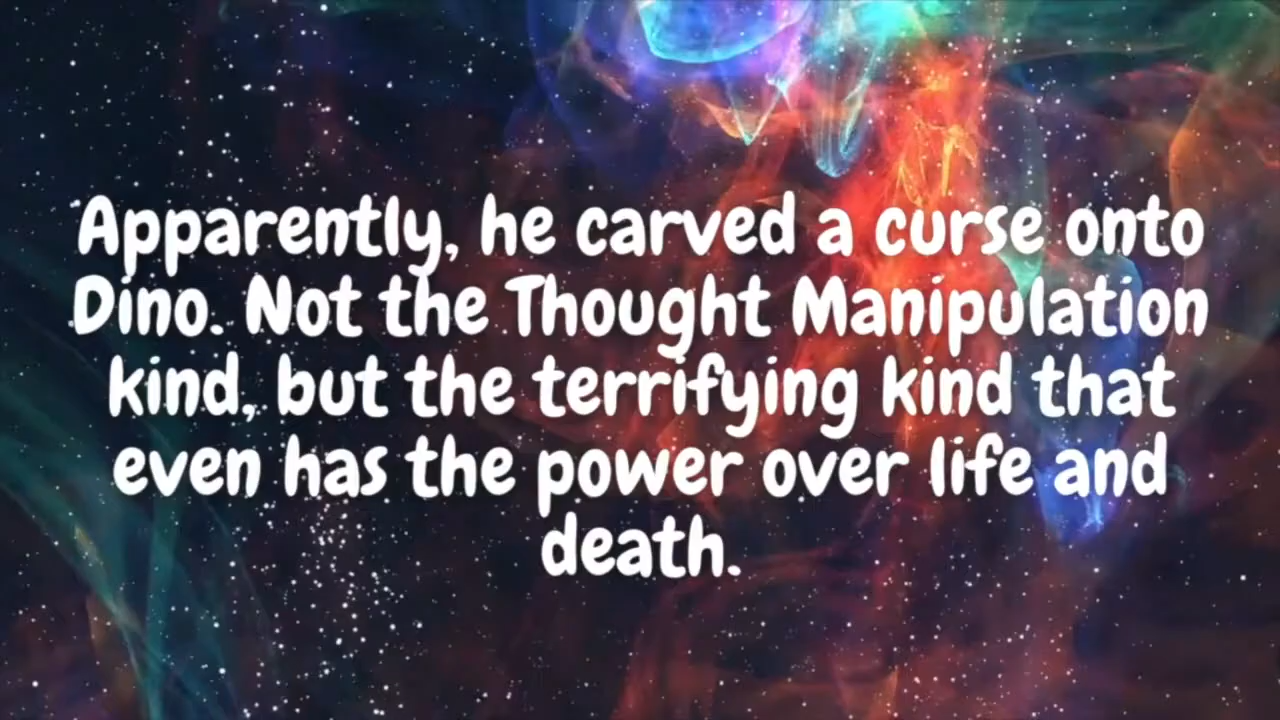 Apparently, he carved a curse onto
Dino. Not the Thought Manipulation
kind, but the terrifying kind that
even has the power over life and
death.